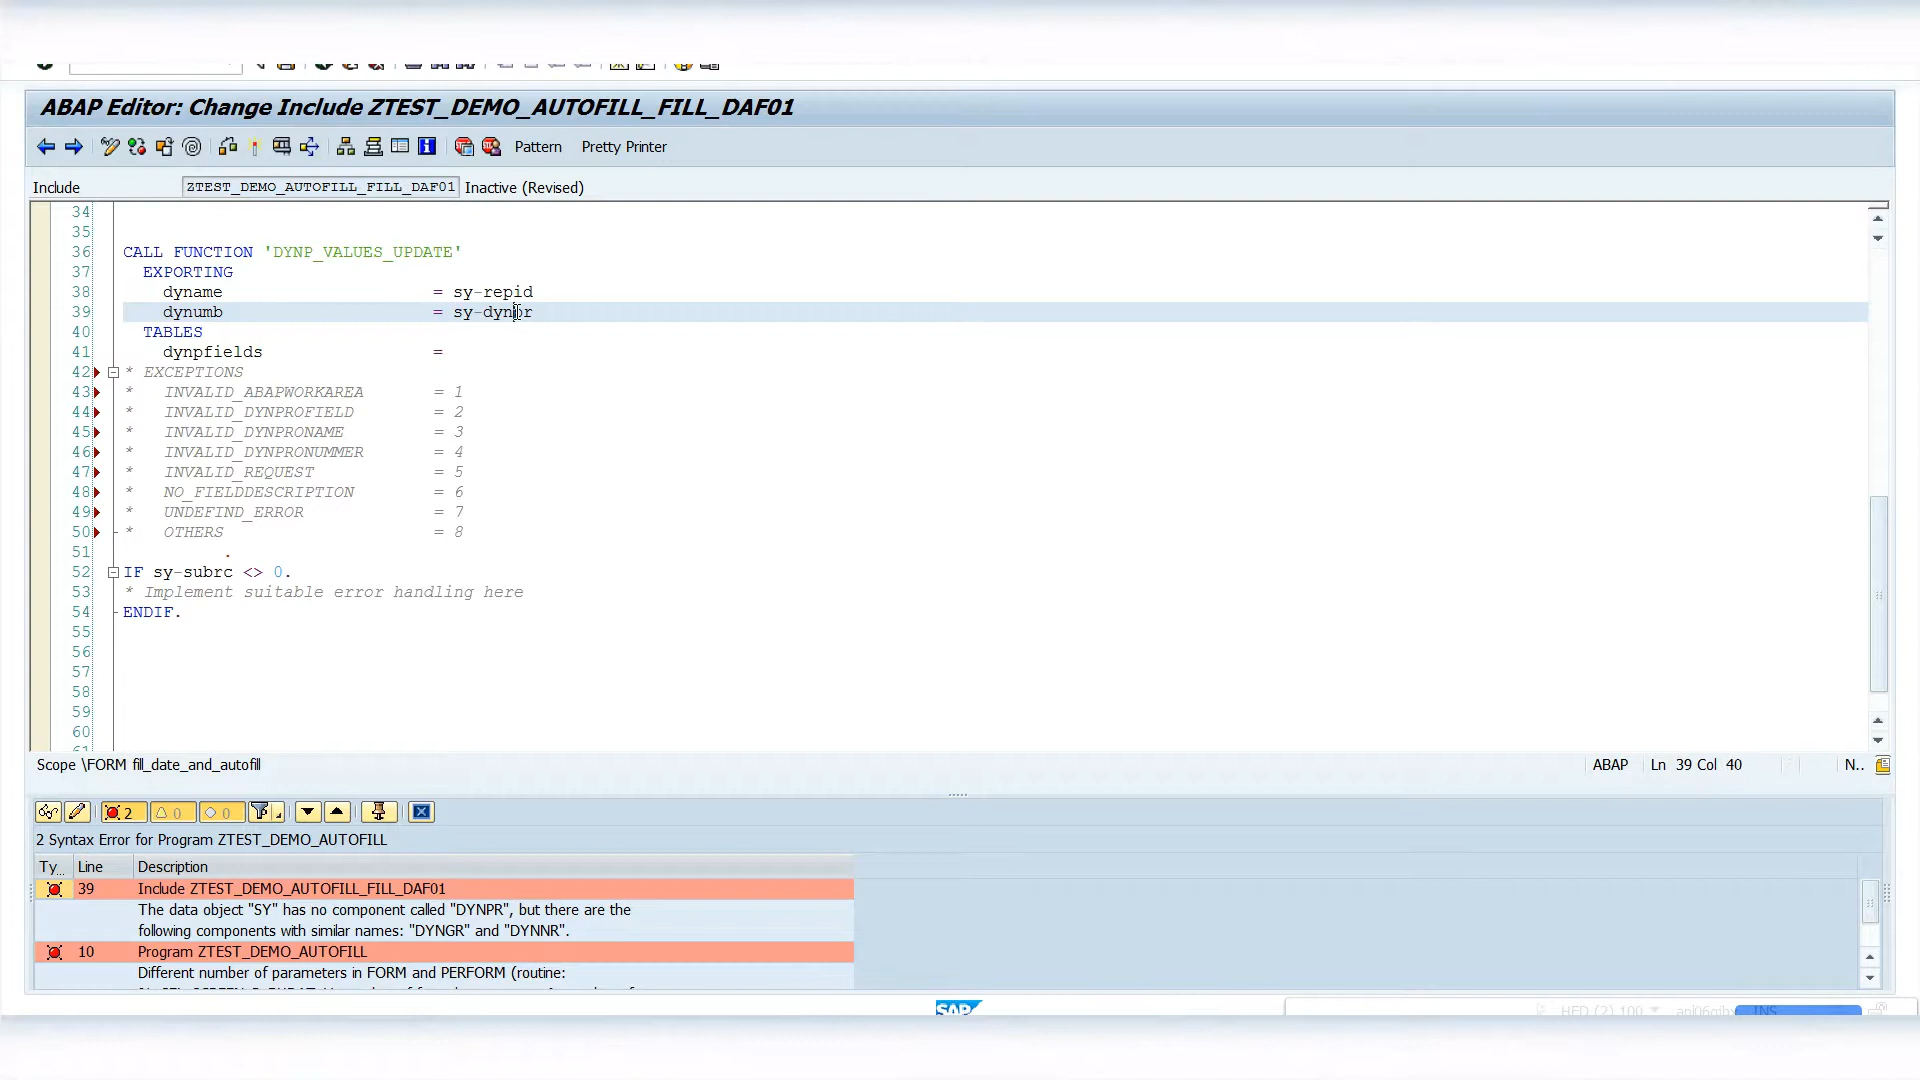 ABAP Editor: Change Include ZTEST_DEMO_AUTOFILL_FILL_DAF01
Pattern Pretty Printer
Include ZTEST_DEMO_AUTOFILL_FILL_DAF01 Inactive (Revised)
34
35
36 CALL FUNCTION 'DYNP_VALUES_UPDATE'
37 EXPORTING
38 dyname = sy-repid
39 dynumb = sy-dynpr
40 TABLES
41 dynpfields =
42 * EXCEPTIONS
43 * INVALID_ABAPWORKAREA = 1
44 * INVALID_DYNPROFIELD = 2
45 * INVALID_DYNPRONAME = 3
46 * INVALID_DYNPRONUMMER = 4
47 * INVALID_REQUEST = 5
48 * NO_FIELDDESCRIPTION = 6
49 * UNDEFIND_ERROR = 7
50 * OTHERS = 8
51 .
52 IF sy-subrc <> 0.
53 * Implement suitable error handling here
54 ENDIF.
55
56
57
58
59
60
61
Scope \FORM fill_date_and_autofill ABAP Ln 39 Col 40 N..
2 0 0
2 Syntax Error for Program ZTEST_DEMO_AUTOFILL
Ty... Line Description
39 Include ZTEST_DEMO_AUTOFILL_FILL_DAF01
The data object "SY" has no component called "DYNPR", but there are the
following components with similar names: "DYNGR" and "DYNNR".
10 Program ZTEST_DEMO_AUTOFILL
Different number of parameters in FORM and PERFORM (routine:
SAP HED (2) 100 INS